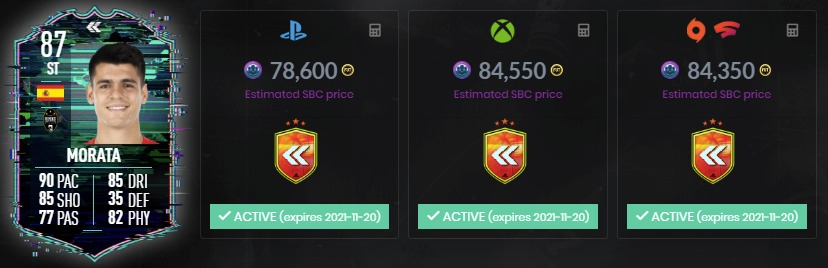 87
ST
MORATA
90 PAC 85 DRI
85 SHO 35 DEF
77 PAS 82 PHY
78,600
Estimated SBC price
ACTIVE (expires 2021-11-20)
84,550
Estimated SBC price
ACTIVE (expires 2021-11-20)
84,350
Estimated SBC price
ACTIVE (expires 2021-11-20)